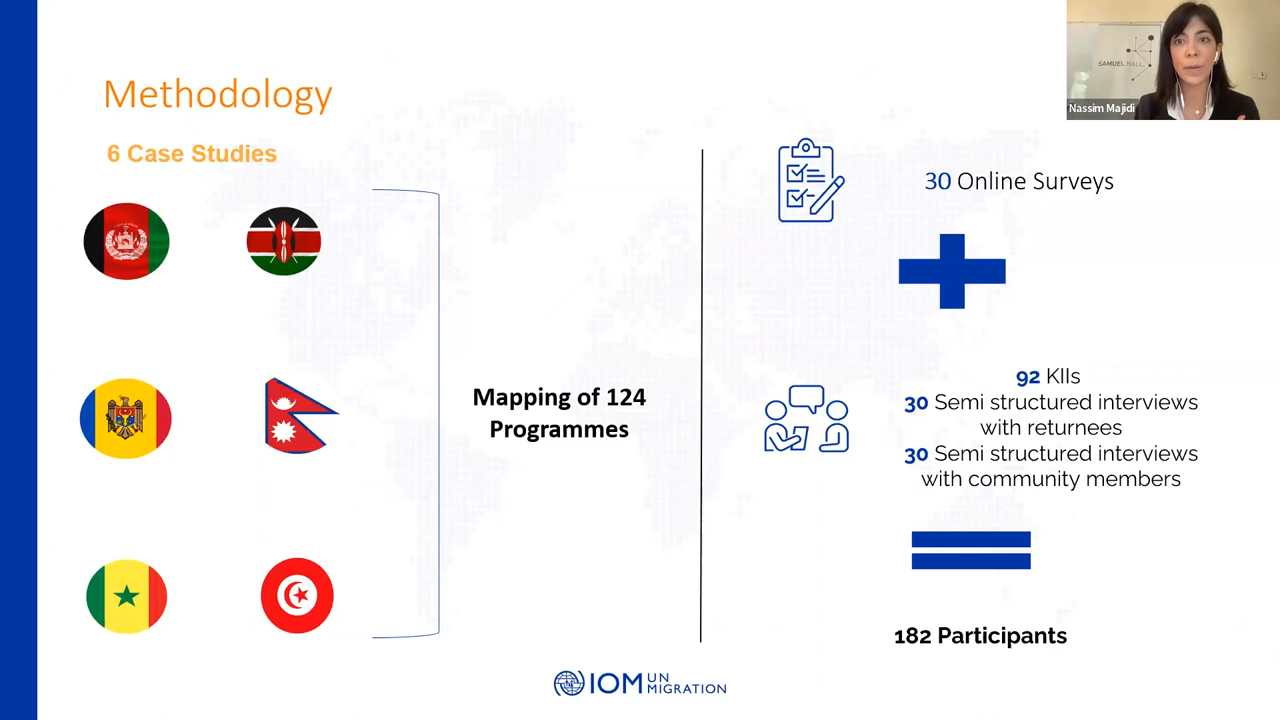 Methodology
6 Case Studies
Mapping of 124
Programmes
30 Online Surveys
92 KIIs
30 Semi structured interviews
with returnees
30 Semi structured interviews
with community members
182 Participants
IOM UN
MIGRATION
SAMUEL HALL.
Nassim Majidi